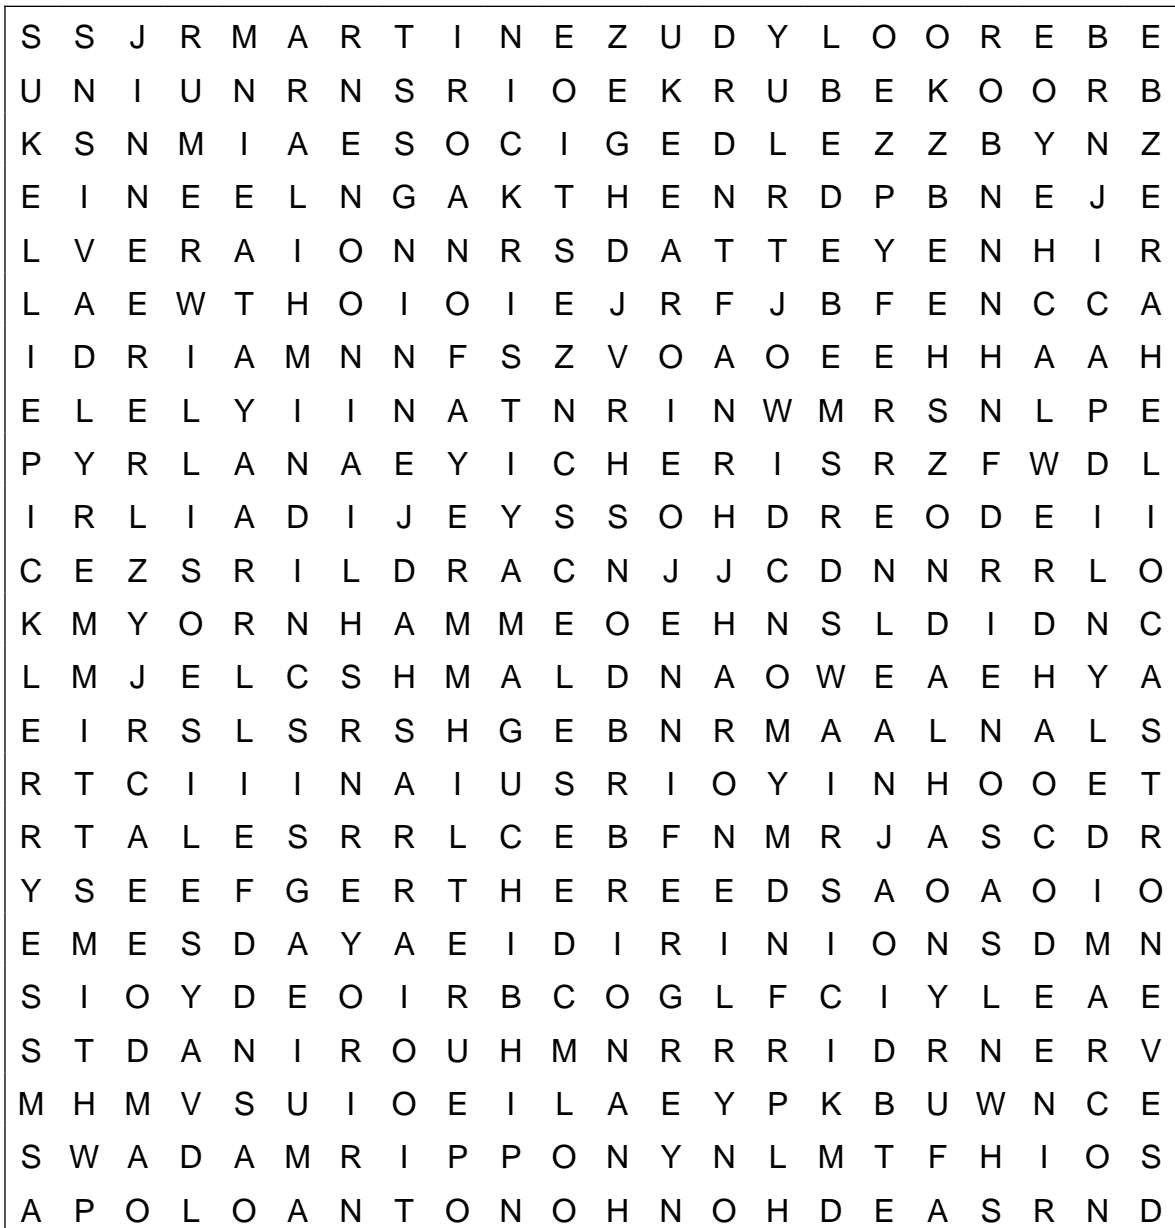 S S J R M A R T I N E Z U D Y L O O R E B E
U N I U N R N S R I O E K R U B E K O O R B
K S N M I A E S O C I G E D L E Z Z B Y N Z
E I N E E L N G A K T H E N R D P B N E J E
L V E R A I O N N R S D A T T E Y E N H I R
L A E W T H O I O I E J R F J B F E N C C A
I D R I A M N N F S Z V O A O E E H H A A H
E L E L Y I I N A T N R I N W M R S N L P E
P Y R L A N A E Y I C H E R I S R Z F W D L
I R L I A D I J E Y S S O H D R E O D E I I
C E Z S R I L D R A C N J J C D N N R R L O
K M Y O R N H A M M E O E H N S L D I D N C
L M J E L C S H M A L D N A O W E A E H Y A
E I R S L S R S H G E B N R M A A L N A L S
R T C I I I N A I U S R I O Y I N H O O E T
R T A L E S R R L C E B F N M R J A S C D R
Y S E E F G E R T H E R E E D S A O A O I O
E M E S D A Y A E I D I R I N I O N S D M N
S I O Y D E O I R B C O G L F C I Y L E A E
S T D A N I R O U H M N R R R I D R N E R V
M H M V S U I O E I L A E Y P K B U W N C E
S W A D A M R I P P O N Y N L M T F H I O S
A P O L O A N T O N O H N O H D E A S R N D